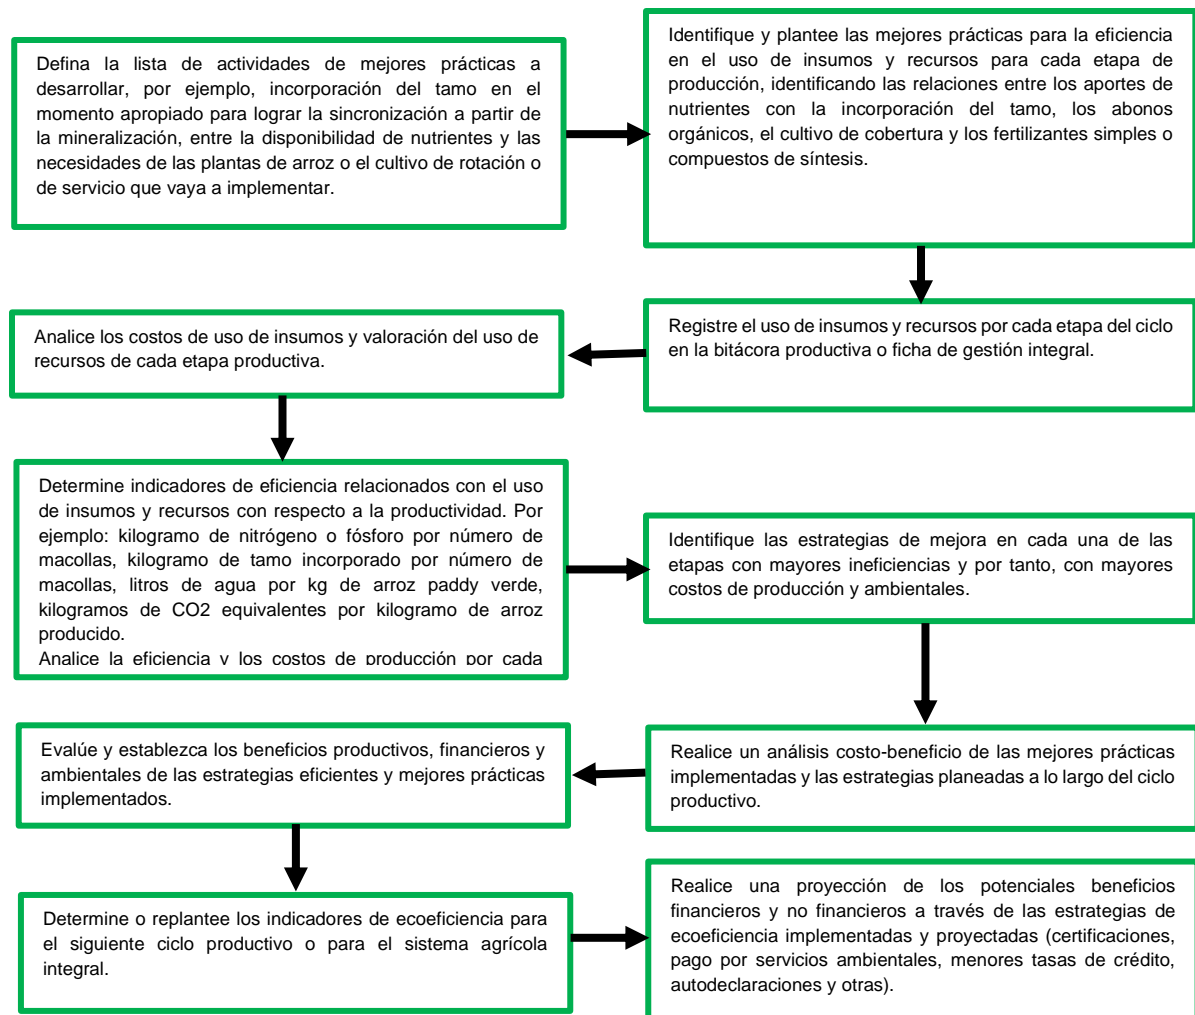 Defina la lista de actividades de mejores prácticas a
desarrollar, por ejemplo, incorporación del tamo en el
momento apropiado para lograr la sincronización a partir de
la mineralización, entre la disponibilidad de nutrientes y las
necesidades de las plantas de arroz o el cultivo de rotación o
de servicio que vaya a implementar.
Identifique y plantee las mejores prácticas para la eficiencia
en el uso de insumos y recursos para cada etapa de
producción, identificando las relaciones entre los aportes de
nutrientes con la incorporación del tamo, los abonos
orgánicos, el cultivo de cobertura y los fertilizantes simples o
compuestos de síntesis.
Registre el uso de insumos y recursos por cada etapa del ciclo
en la bitácora productiva o ficha de gestión integral.
Analice los costos de uso de insumos y valoración del uso de
recursos de cada etapa productiva.
Determine indicadores de eficiencia relacionados con el uso
de insumos y recursos con respecto a la productividad. Por
ejemplo: kilogramo de nitrógeno o fósforo por número de
macollas, kilogramo de tamo incorporado por número de
macollas, litros de agua por kg de arroz paddy verde,
kilogramos de CO2 equivalentes por kilogramo de arroz
producido.
Analice la eficiencia y los costos de producción por cada
Identifique las estrategias de mejora en cada una de las
etapas con mayores ineficiencias y por tanto, con mayores
costos de producción y ambientales.
Realice un análisis costo-beneficio de las mejores prácticas
implementadas y las estrategias planeadas a lo largo del ciclo
productivo.
Evalúe y establezca los beneficios productivos, financieros y
ambientales de las estrategias eficientes y mejores prácticas
implementados.
Determine o replantee los indicadores de ecoeficiencia para
el siguiente ciclo productivo o para el sistema agrícola
integral.
Realice una proyección de los potenciales beneficios
financieros y no financieros a través de las estrategias de
ecoeficiencia implementadas y proyectadas (certificaciones,
pago por servicios ambientales, menores tasas de crédito,
autodeclaraciones y otras).